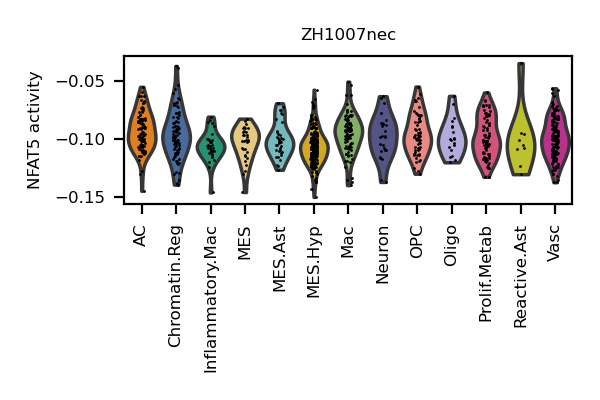 ZH1007nec
NFAT5 activity
−0.05
−0.10
−0.15
AC
Chromatin.Reg
Inflammatory.Mac
MES
MES.Ast
MES.Hyp
Mac
Neuron
OPC
Oligo
Prolif.Metab
Reactive.Ast
Vasc